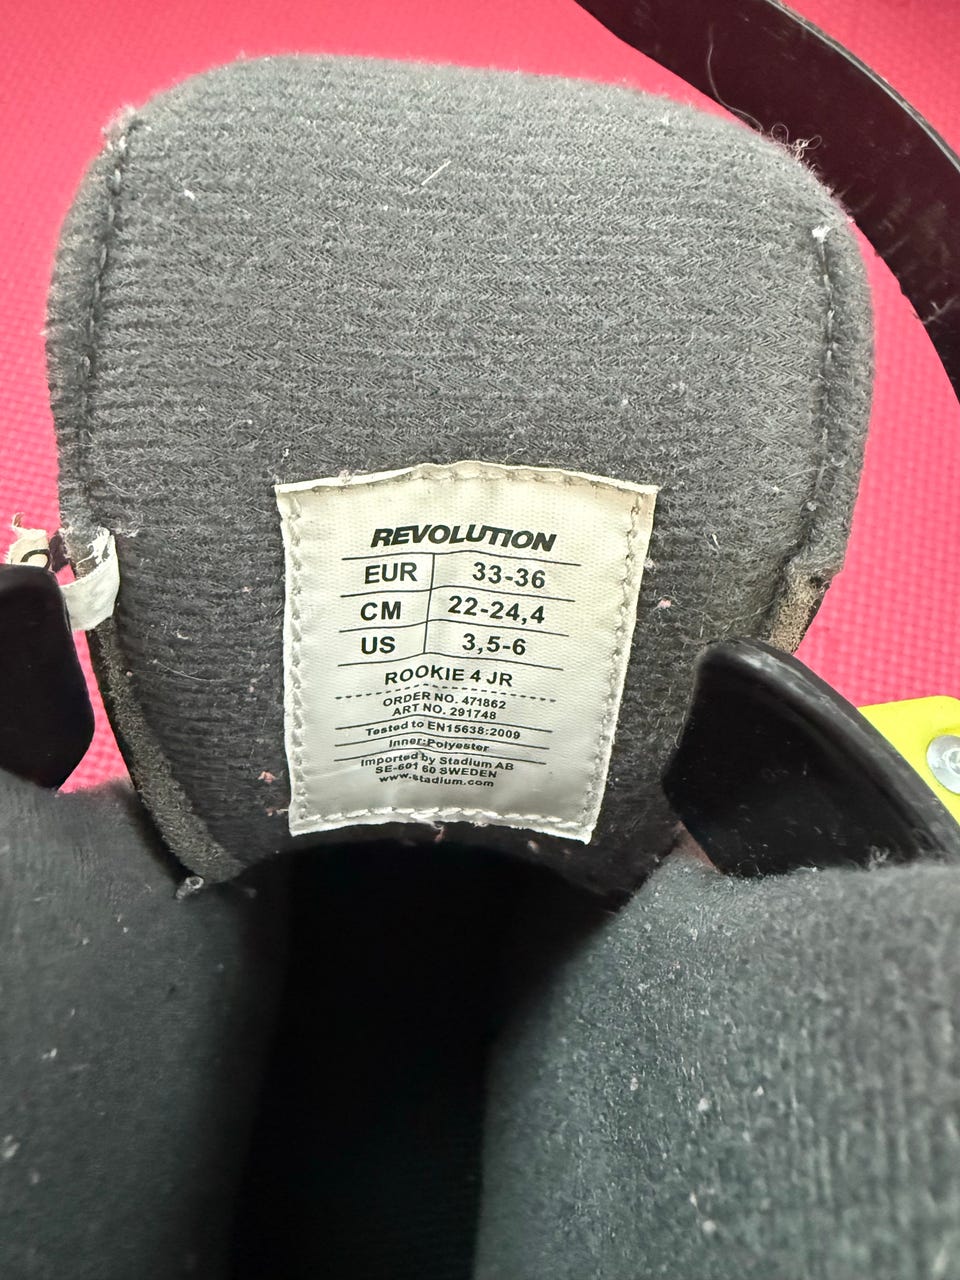 REVOLUTION
EUR 33-36
CM 22-24,4
US 3,5-6
ROOKIE 4 JR
ORDER NO. 471862
ART NO. 291748
Tested to EN15638:2009
Inner:Polyester
Imported by Stadium AB
SE-601 60 SWEDEN
www.stadium.com